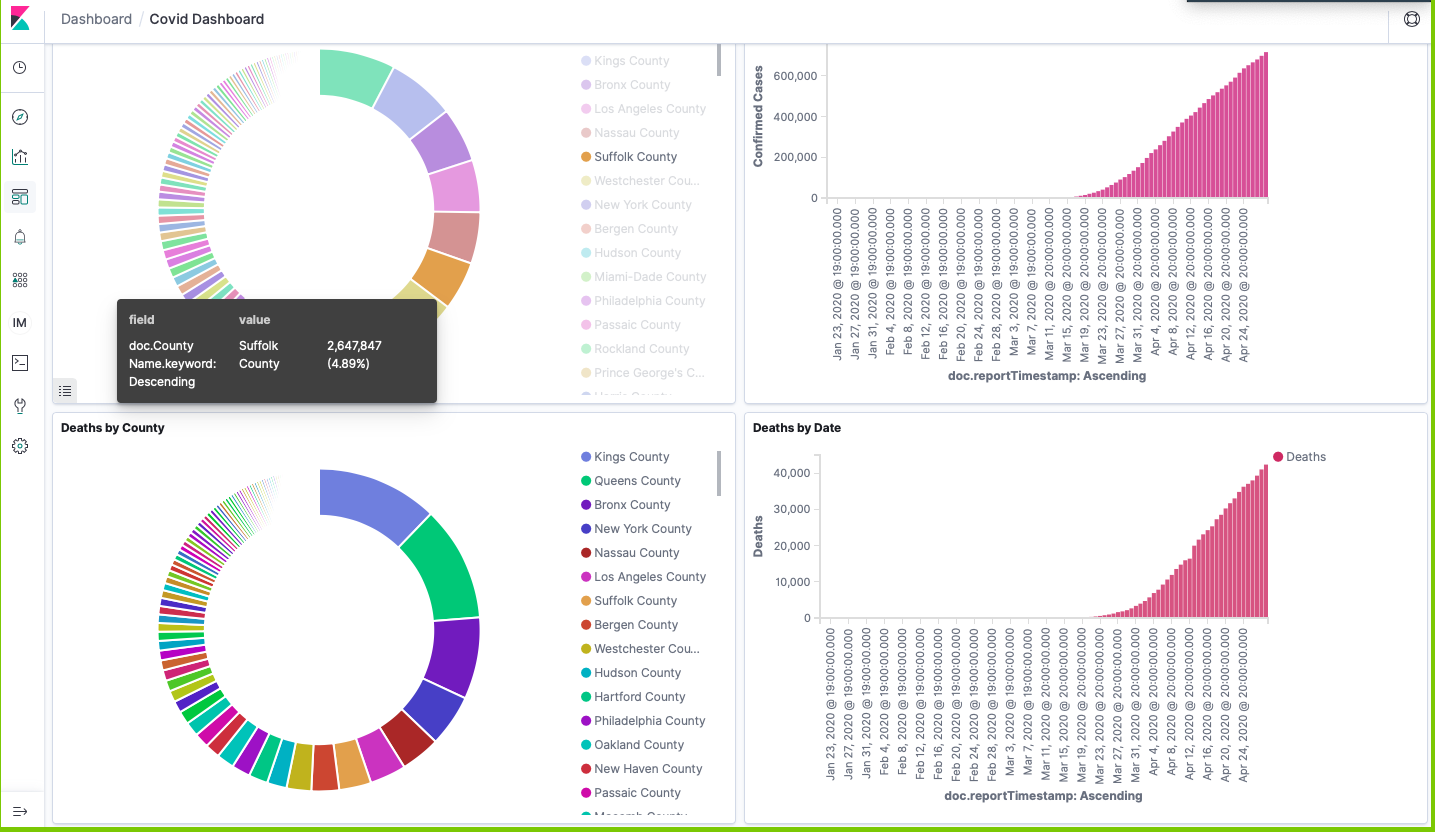 Dashboard / Covid Dashboard
Kings County
Bronx County
Los Angeles County
Nassau County
Suffolk County
Westchester Cou...
New York County
Bergen County
Hudson County
Miami-Dade County
Philadelphia County
Passaic County
Rockland County
Prince George's C...
field value
doc.County Suffolk 2,647,847
Name.keyword: County (4.89%)
Descending
Confirmed Cases
600,000
400,000
200,000
0
Jan 23, 2020 @ 19:00:00.000
Jan 27, 2020 @ 19:00:00.000
Jan 31, 2020 @ 19:00:00.000
Feb 4, 2020 @ 19:00:00.000
Feb 8, 2020 @ 19:00:00.000
Feb 12, 2020 @ 19:00:00.000
Feb 16, 2020 @ 19:00:00.000
Feb 20, 2020 @ 19:00:00.000
Feb 24, 2020 @ 19:00:00.000
Feb 28, 2020 @ 19:00:00.000
Mar 3, 2020 @ 19:00:00.000
Mar 7, 2020 @ 19:00:00.000
Mar 11, 2020 @ 20:00:00.000
Mar 15, 2020 @ 20:00:00.000
Mar 19, 2020 @ 20:00:00.000
Mar 23, 2020 @ 20:00:00.000
Mar 27, 2020 @ 20:00:00.000
Mar 31, 2020 @ 20:00:00.000
Apr 4, 2020 @ 20:00:00.000
Apr 8, 2020 @ 20:00:00.000
Apr 12, 2020 @ 20:00:00.000
Apr 16, 2020 @ 20:00:00.000
Apr 20, 2020 @ 20:00:00.000
Apr 24, 2020 @ 20:00:00.000
doc.reportTimestamp: Ascending
IM
Deaths by County
Kings County
Queens County
Bronx County
New York County
Nassau County
Los Angeles County
Suffolk County
Bergen County
Westchester Cou...
Hudson County
Hartford County
Philadelphia County
Oakland County
New Haven County
Passaic County
Deaths by Date
Deaths
Deaths
40,000
30,000
20,000
10,000
0
Jan 23, 2020 @ 19:00:00.000
Jan 27, 2020 @ 19:00:00.000
Jan 31, 2020 @ 19:00:00.000
Feb 4, 2020 @ 19:00:00.000
Feb 8, 2020 @ 19:00:00.000
Feb 12, 2020 @ 19:00:00.000
Feb 16, 2020 @ 19:00:00.000
Feb 20, 2020 @ 19:00:00.000
Feb 24, 2020 @ 19:00:00.000
Feb 28, 2020 @ 19:00:00.000
Mar 3, 2020 @ 19:00:00.000
Mar 7, 2020 @ 19:00:00.000
Mar 11, 2020 @ 20:00:00.000
Mar 15, 2020 @ 20:00:00.000
Mar 19, 2020 @ 20:00:00.000
Mar 23, 2020 @ 20:00:00.000
Mar 27, 2020 @ 20:00:00.000
Mar 31, 2020 @ 20:00:00.000
Apr 4, 2020 @ 20:00:00.000
Apr 8, 2020 @ 20:00:00.000
Apr 12, 2020 @ 20:00:00.000
Apr 16, 2020 @ 20:00:00.000
Apr 20, 2020 @ 20:00:00.000
Apr 24, 2020 @ 20:00:00.000
doc.reportTimestamp: Ascending